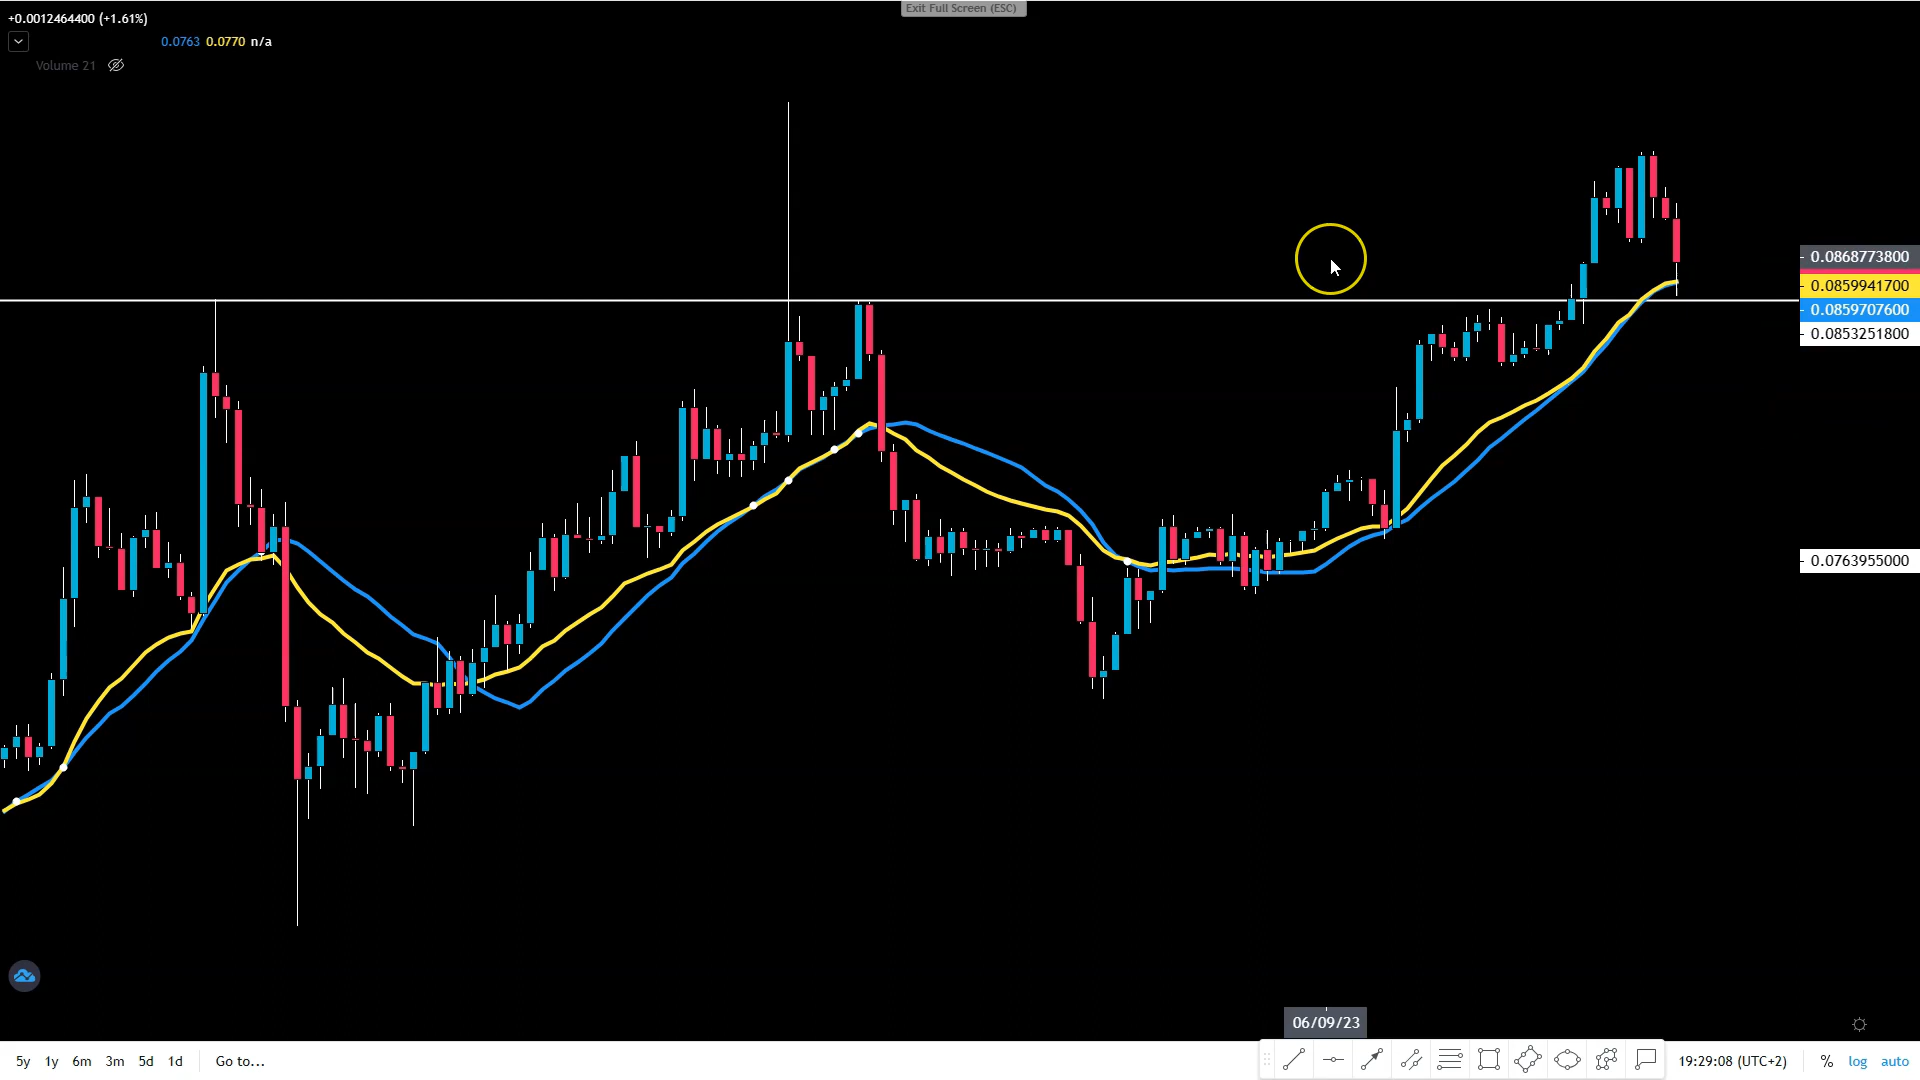 Exit Full Screen (ESC)
+0.0012464400 (+1.61%)
0.0763 0.0770 n/a
Volume 21
0.0868773800
0.0859941700
0.0859707600
0.0853251800
0.0763955000
06/09/23
5y 1y 6m 3m 5d 1d Go to... 19:29:08 (UTC+2) % log auto